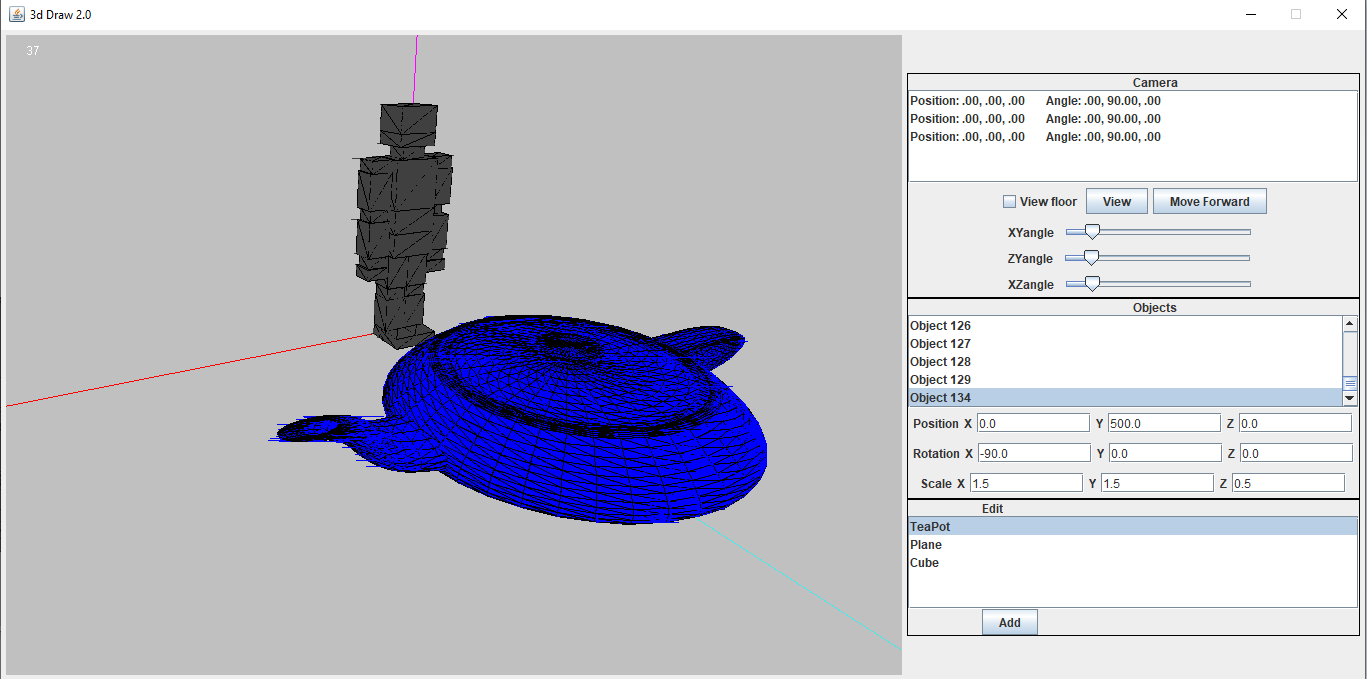 3d Draw 2.0
37
Camera
Position: .00, .00, .00 Angle: .00, 90.00, .00
Position: .00, .00, .00 Angle: .00, 90.00, .00
Position: .00, .00, .00 Angle: .00, 90.00, .00
View floor View Move Forward
XYangle
ZYangle
XZangle
Objects
Object 126
Object 127
Object 128
Object 129
Object 134
Position X 0.0 Y 500.0 Z 0.0
Rotation X -90.0 Y 0.0 Z 0.0
Scale X 1.5 Y 1.5 Z 0.5
Edit
TeaPot
Plane
Cube
Add